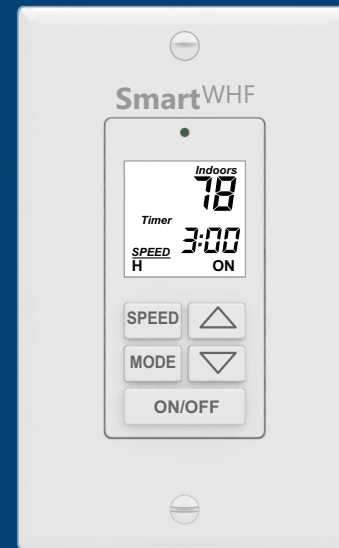 SmartWHF
Indoors
78
Timer
3:00
SPEED
H ON
SPEED
MODE
ON/OFF